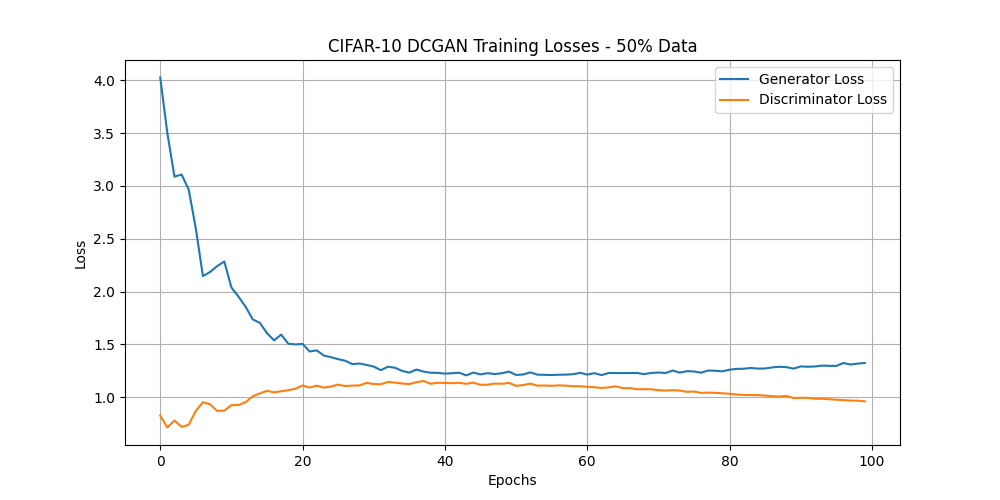 CIFAR-10 DCGAN Training Losses - 50% Data
Generator Loss
Discriminator Loss
4.0
3.5
3.0
2.5
2.0
1.5
1.0
Loss
0 20 40 60 80 100
Epochs